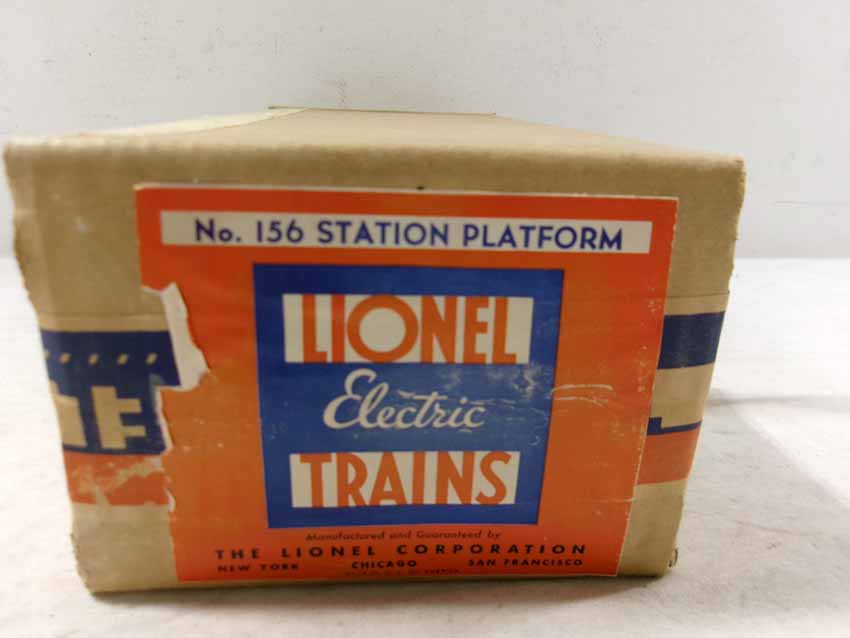 No. 156 STATION PLATFORM
LIONEL
Electric
TRAINS
Manufactured and Guaranteed by
THE LIONEL CORPORATION
NEW YORK CHICAGO SAN FRANCISCO